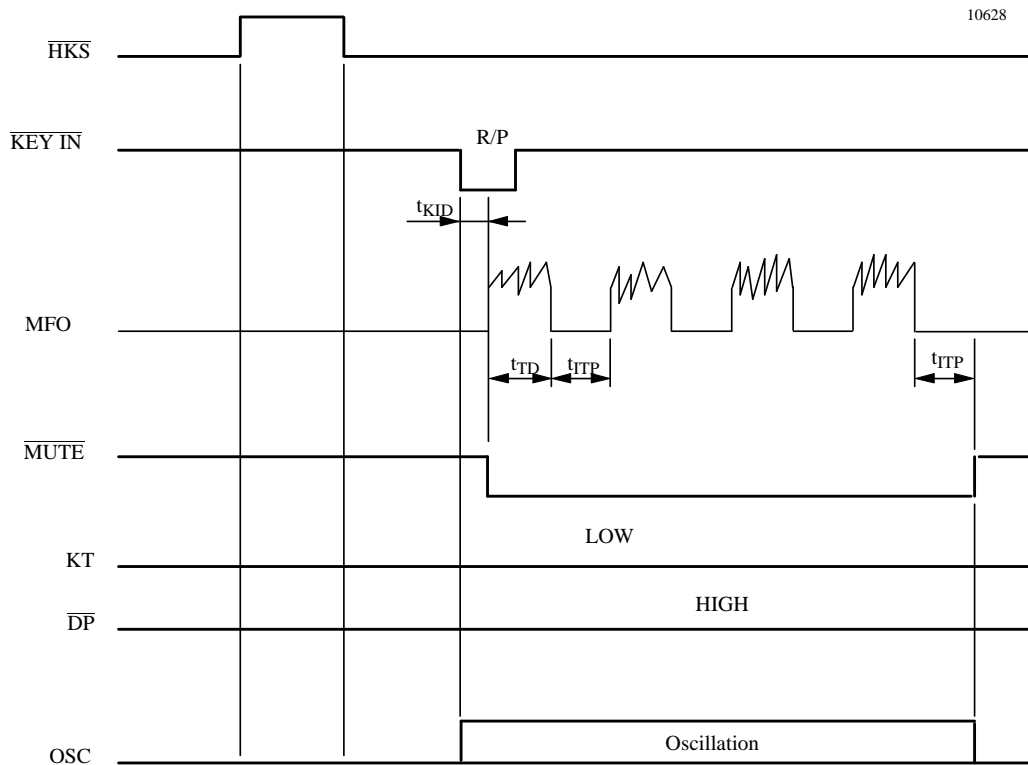 10628
HKS
KEY IN
R/P
tKID
MFO
tTD
tITP
tITP
MUTE
LOW
KT
HIGH
DP
Oscillation
OSC